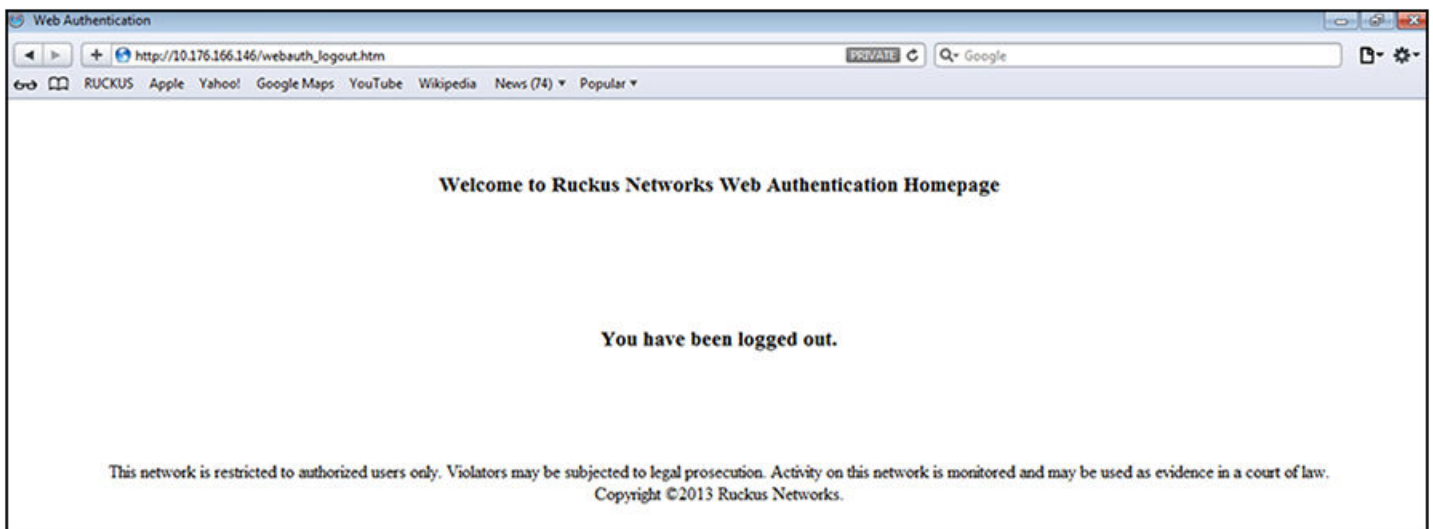 Web Authentication
http://10.176.166.146/webauth_logout.htm PRIVATE Google
RUCKUS Apple Yahoo! Google Maps YouTube Wikipedia News (74) ▾ Popular ▾
Welcome to Ruckus Networks Web Authentication Homepage
You have been logged out.
This network is restricted to authorized users only. Violators may be subjected to legal prosecution. Activity on this network is monitored and may be used as evidence in a court of law.
Copyright ©2013 Ruckus Networks.